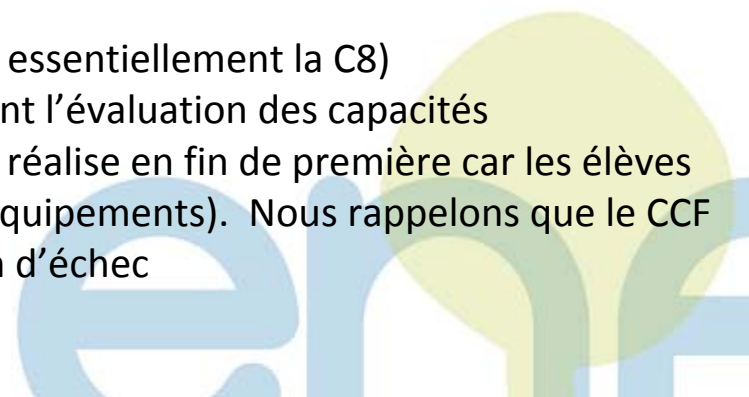 essentiellement la C8)
nt l’évaluation des capacités
réalise en fin de première car les élèves
quipements). Nous rappelons que le CCF
d’échec